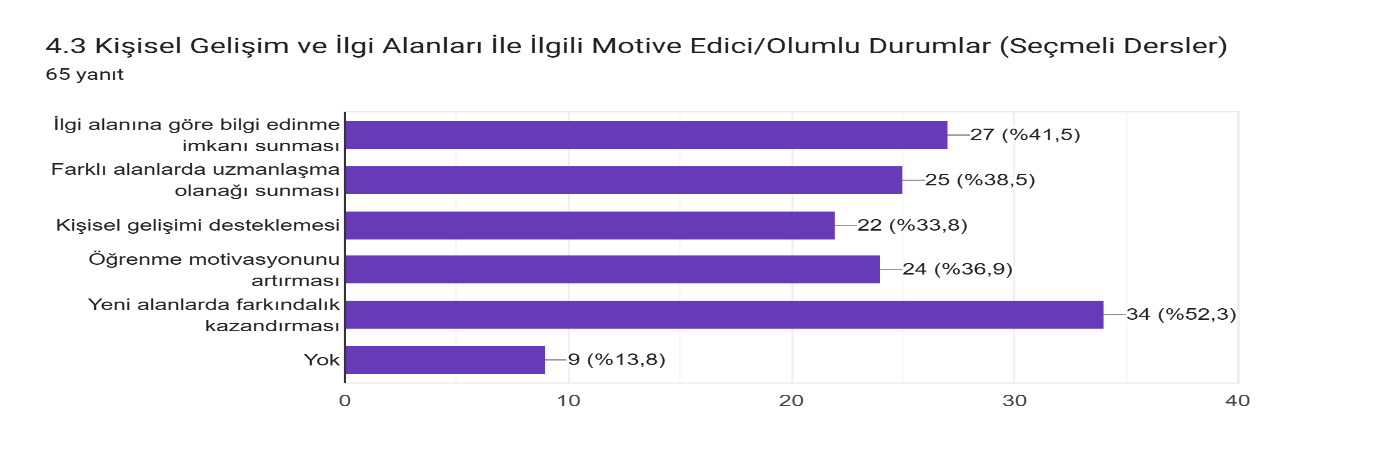 4.3 Kişisel Gelişim ve İlgi Alanları İle İlgili Motive Edici/Olumlu Durumlar (Seçmeli Dersler)
65 yanıt
İlgi alanına göre bilgi edinme
imkanı sunması
27 (%41,5)
Farklı alanlarda uzmanlaşma
olanağı sunması
25 (%38,5)
Kişisel gelişimi desteklemesi
22 (%33,8)
Öğrenme motivasyonunu
artırması
24 (%36,9)
Yeni alanlarda farkındalık
kazandırması
34 (%52,3)
Yok
9 (%13,8)
0 10 20 30 40